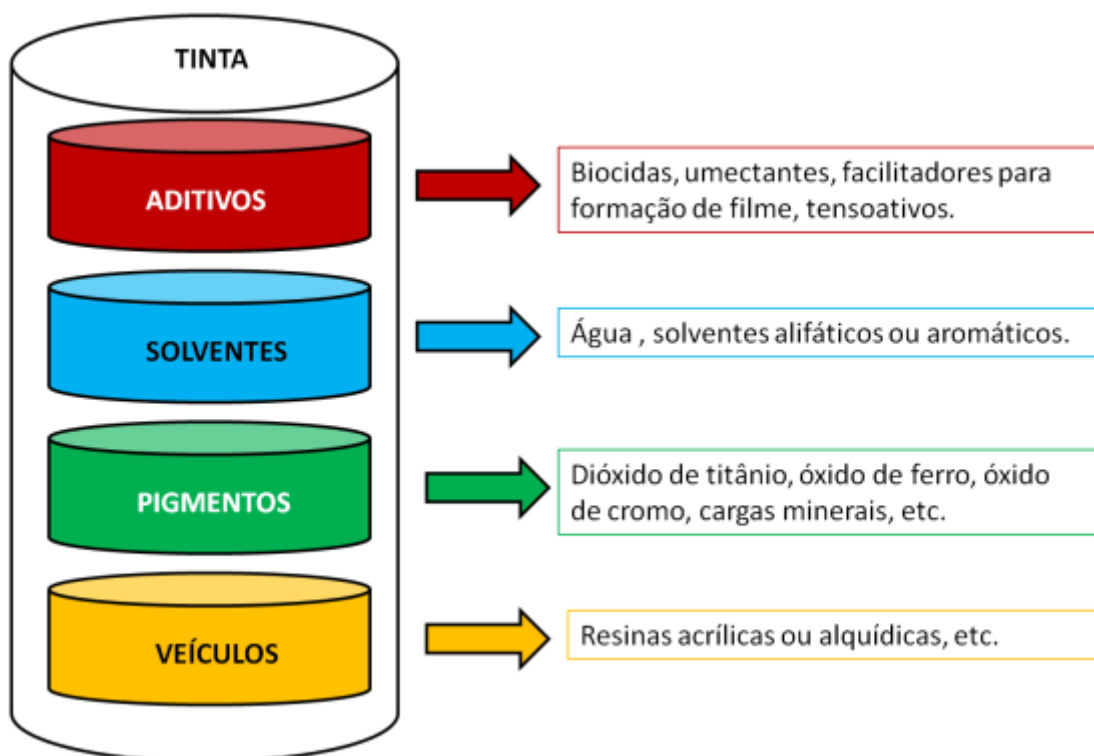 TINTA
ADITIVOS
Biocidas, umectantes, facilitadores para
formação de filme, tensoativos.
SOLVENTES
Água , solventes alifáticos ou aromáticos.
PIGMENTOS
Dióxido de titânio, óxido de ferro, óxido
de cromo, cargas minerais, etc.
VEÍCULOS
Resinas acrílicas ou alquídicas, etc.